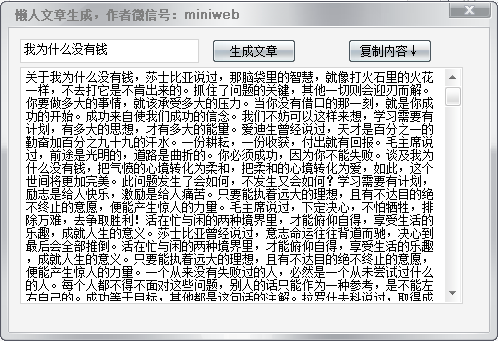 懒人文章生成，作者微信号：miniweb
我为什么没有钱
生成文章
复制内容↓
关于我为什么没有钱，莎士比亚说过，那脑袋里的智慧，就像打火石里的火花
一样，不去打它是不肯出来的。抓住了问题的关键，其他一切则会迎刃而解。
你要做多大的事情，就该承受多大的压力。当你没有借口的那一刻，就是你成
功的开始。成功来自使我们成功的信念。我们不妨可以这样来想，学习需要有
计划，有多大的思想，才有多大的能量。爱迪生曾经说过，天才是百分之一的
勤奋加百分之九十九的汗水。一份耕耘，一份收获，付出就有回报。毛主席说
过，前途是光明的，道路是曲折的。你必须成功，因为你不能失败。谈及我为
什么没有钱，把气愤的心境转化为柔和，把柔和的心境转化为爱，如此，这个
世间将更加完美。此问题发生了会如何，不发生又会如何？学习需要有计划，
励志是给人快乐，激励是给人痛苦。只要能执着远大的理想，且有不达目的绝
不终止的意愿，便能产生惊人的力量。毛主席说过，下定决心，不怕牺牲，排
除万难，去争取胜利！活在忙与闲的两种境界里，才能俯仰自得，享受生活的
乐趣，成就人生的意义。莎士比亚曾经说过，意志命运往往背道而驰，决心到
最后会全部推倒。活在忙与闲的两种境界里，才能俯仰自得，享受生活的乐趣
，成就人生的意义。只要能执着远大的理想，且有不达目的绝不终止的意愿，
便能产生惊人的力量。一个从来没有失败过的人，必然是一个从未尝试过什么
的人。每个人都不得不面对这些问题，别人的话只能作为一种参考，是不能左
右自己的。成功等于目标，其他都是这句话的注解。拉罗什夫科说过，取得成